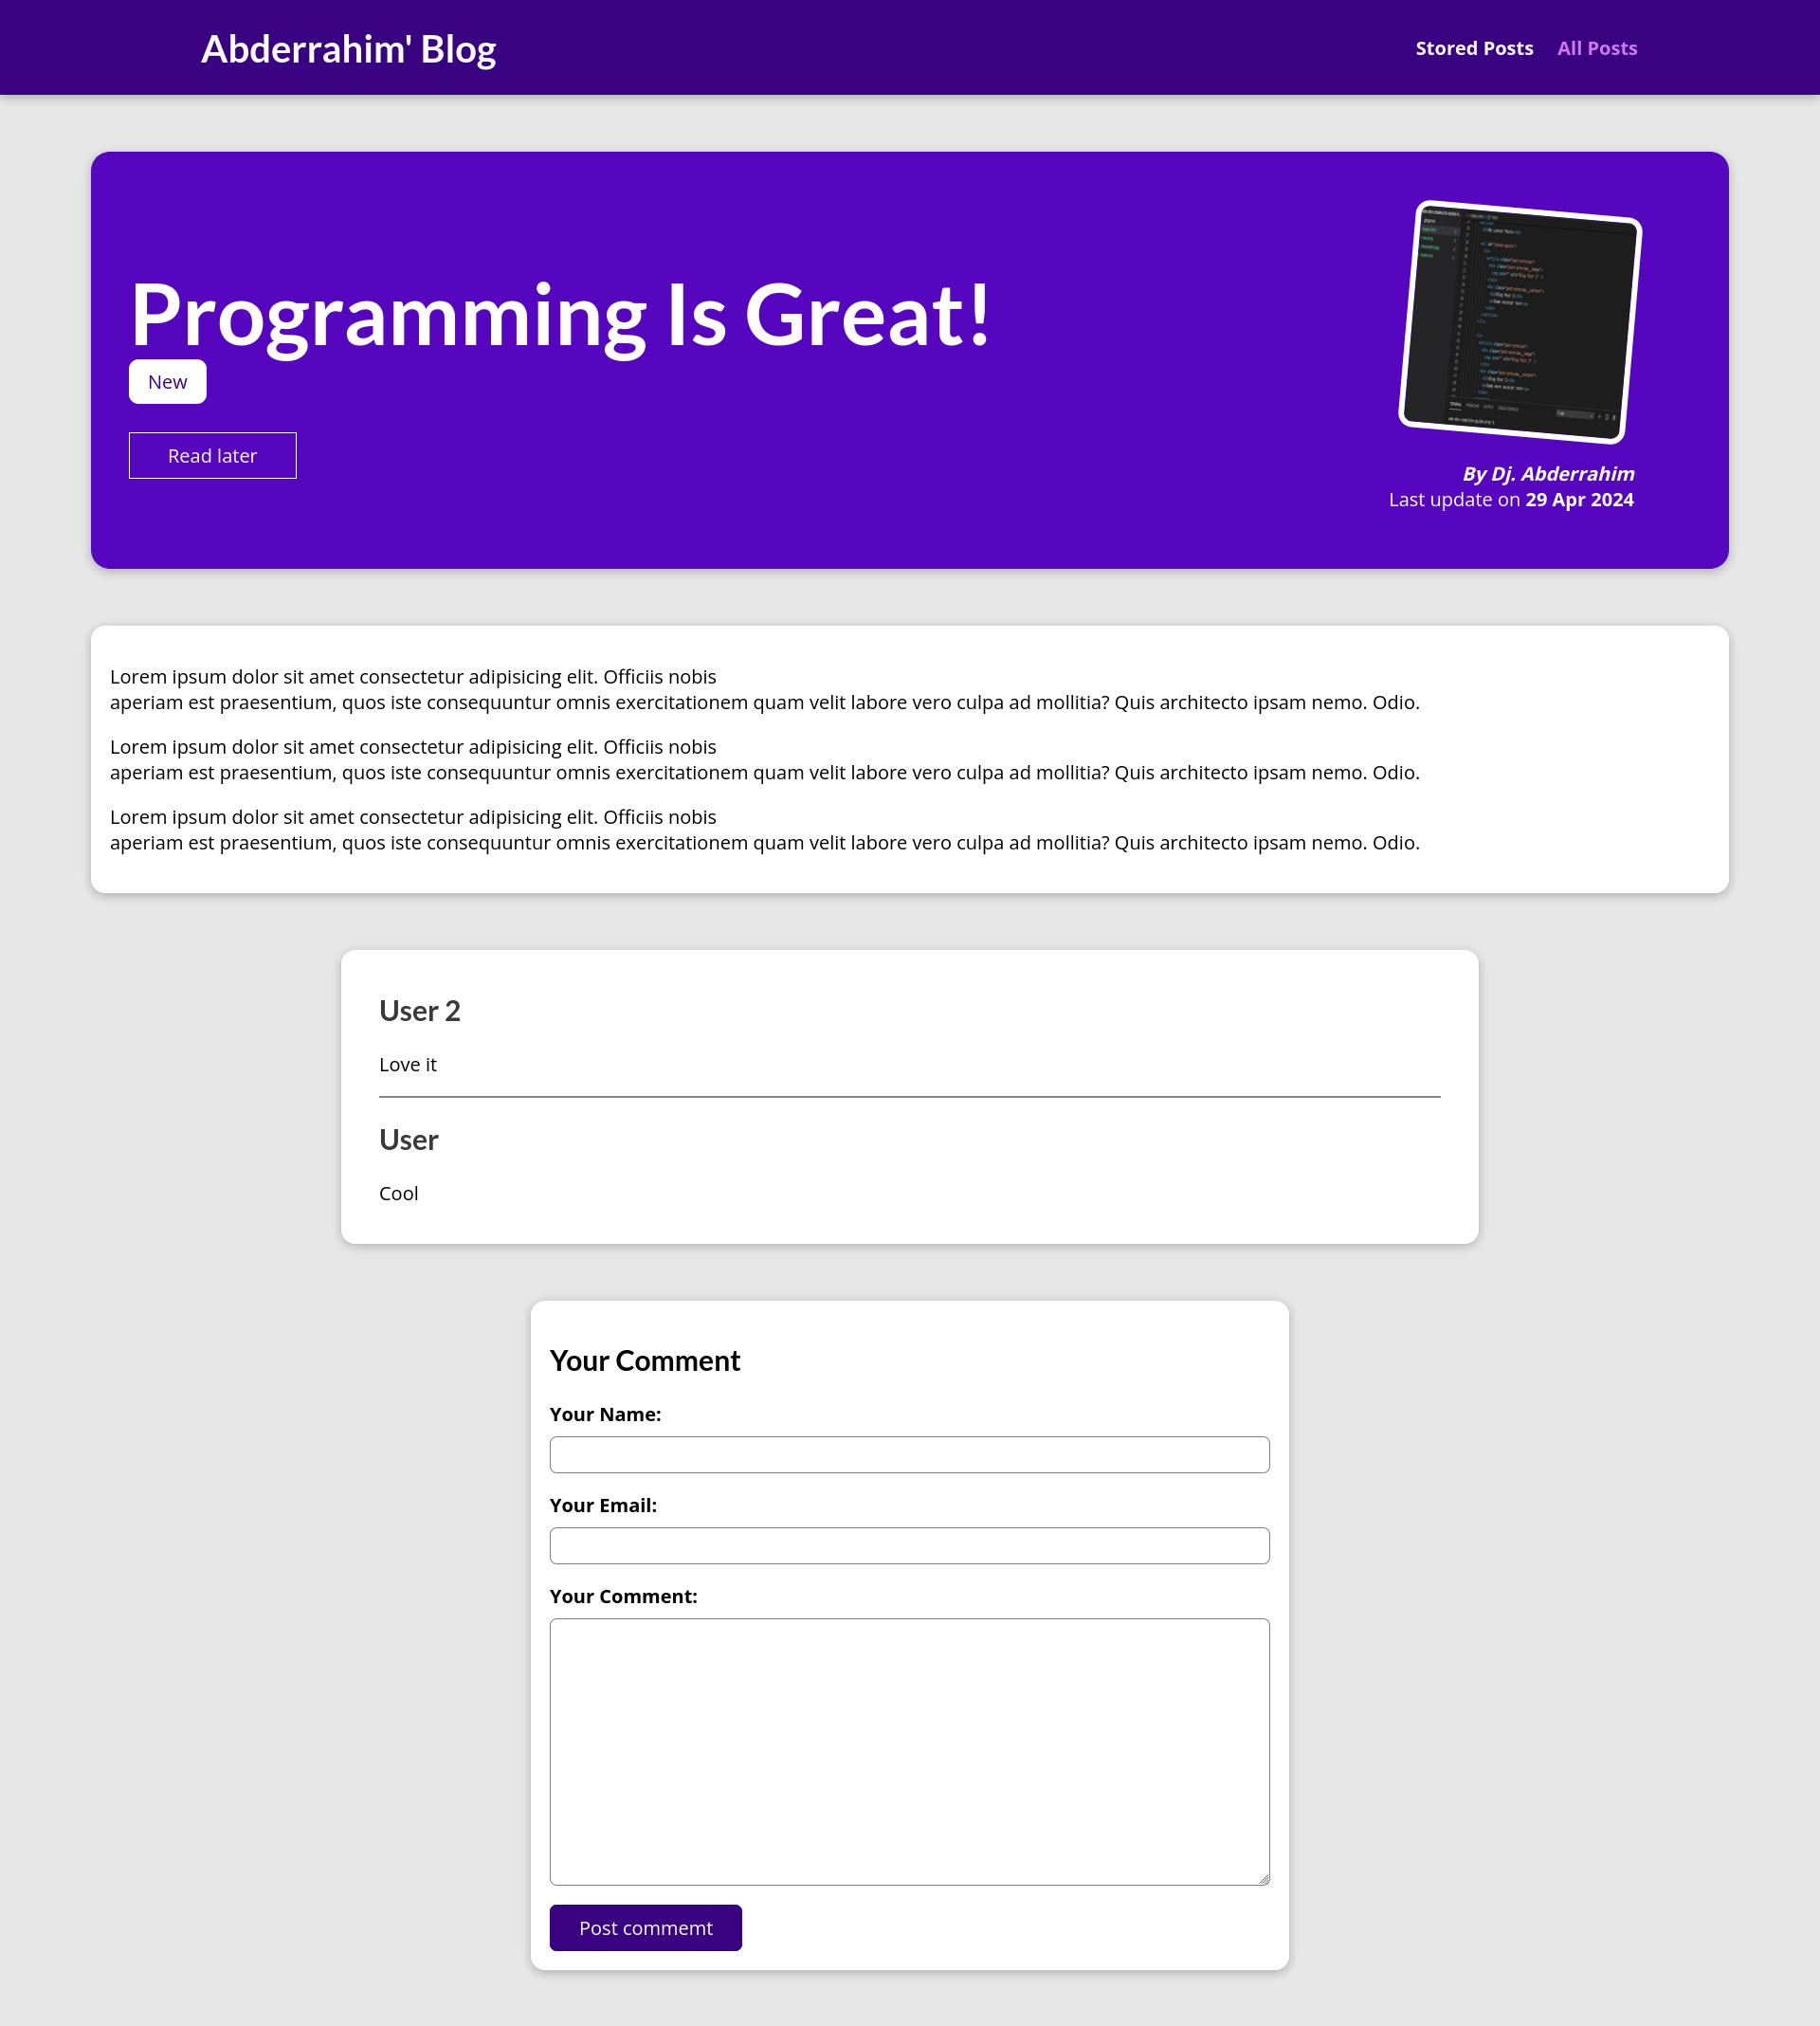 Abderrahim' Blog
Stored Posts
All Posts
Programming Is Great!
New
Read later
By Dj. Abderrahim
Last update on 29 Apr 2024
Lorem ipsum dolor sit amet consectetur adipisicing elit. Officiis nobis
aperiam est praesentium, quos iste consequuntur omnis exercitationem quam velit labore vero culpa ad mollitia? Quis architecto ipsam nemo. Odio.
Lorem ipsum dolor sit amet consectetur adipisicing elit. Officiis nobis
aperiam est praesentium, quos iste consequuntur omnis exercitationem quam velit labore vero culpa ad mollitia? Quis architecto ipsam nemo. Odio.
Lorem ipsum dolor sit amet consectetur adipisicing elit. Officiis nobis
aperiam est praesentium, quos iste consequuntur omnis exercitationem quam velit labore vero culpa ad mollitia? Quis architecto ipsam nemo. Odio.
User 2
Love it
User
Cool
Your Comment
Your Name:
Your Email:
Your Comment:
Post commemt